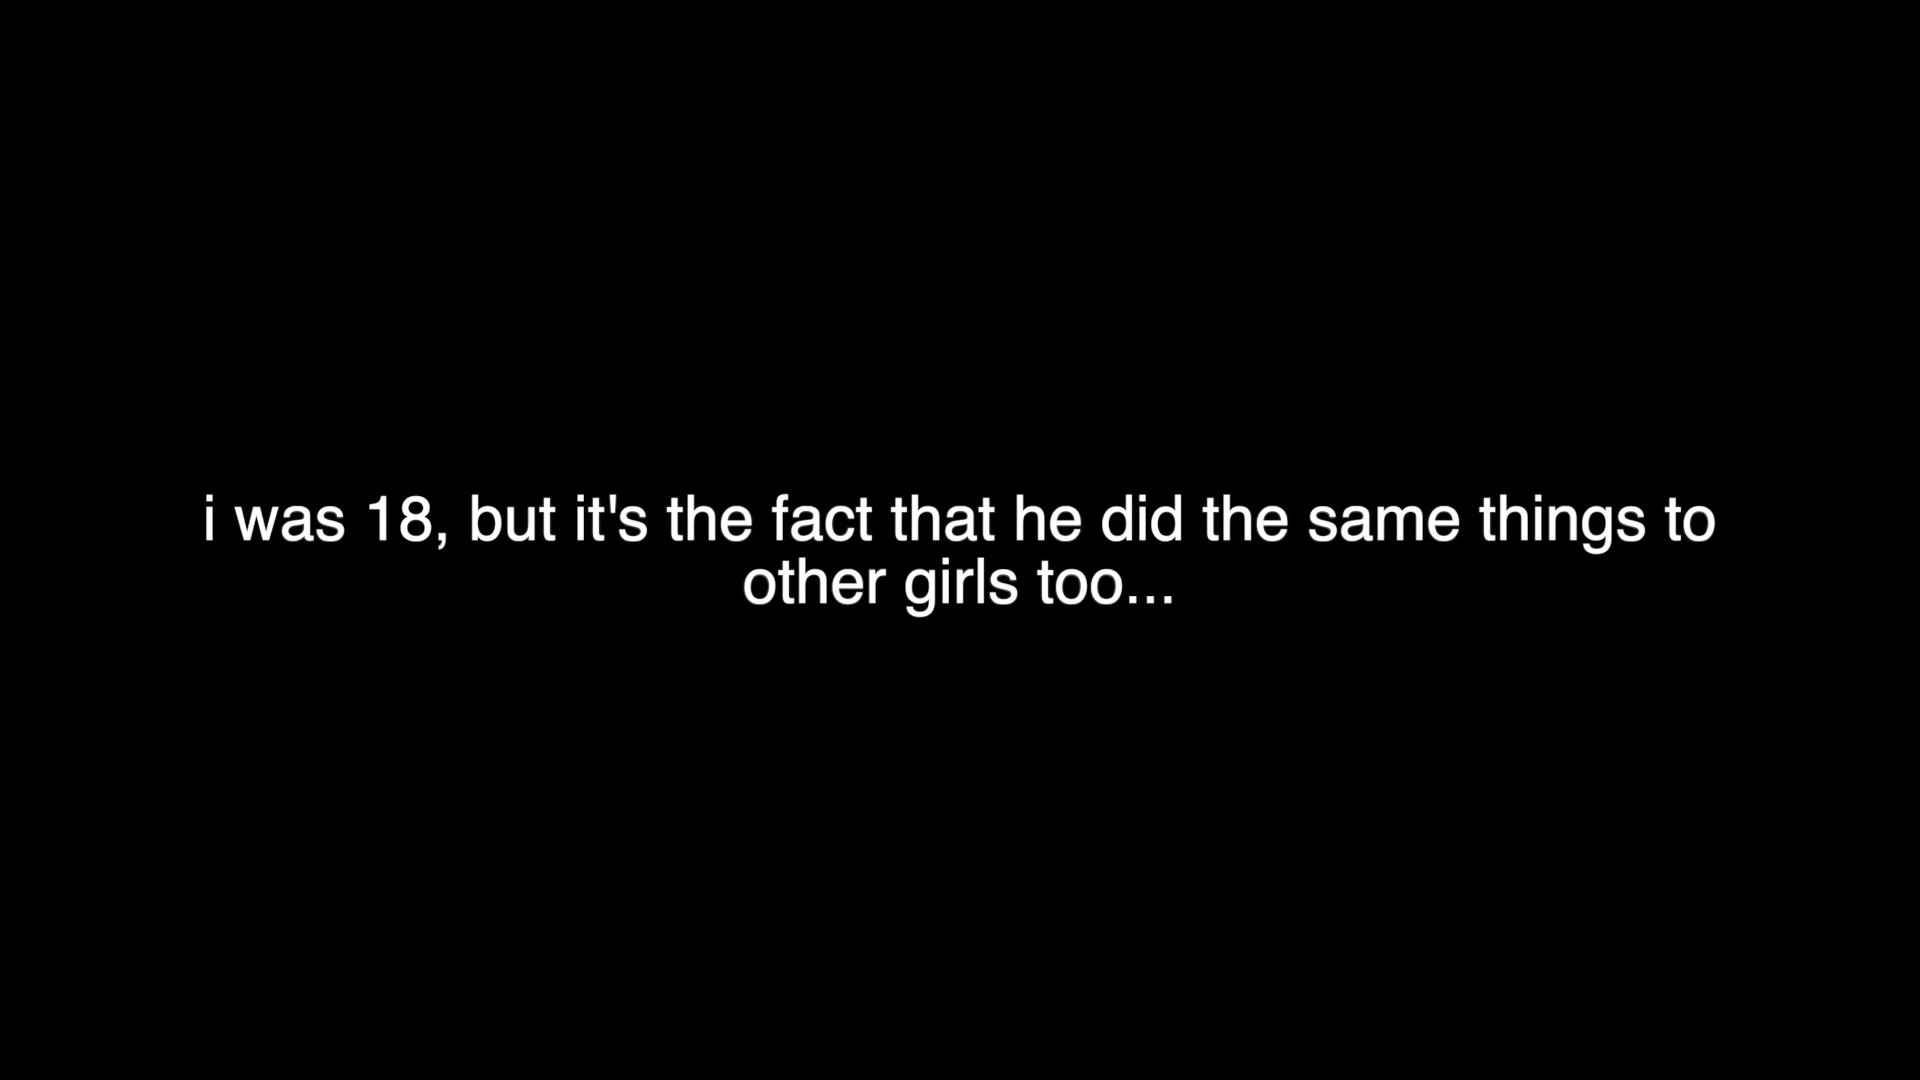 i was 18, but it's the fact that he did the same things to
other girls too...